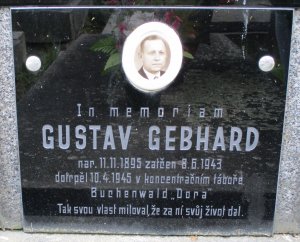 In memoriam
GUSTAV GEBHARD
nar. 11.11.1895 zatčen 8.6.1943
dotrpěl 10.4.1945 v koncentračním táboře
Buchenwald „Dora"
Tak svou vlast miloval, že za ní svůj život dal.